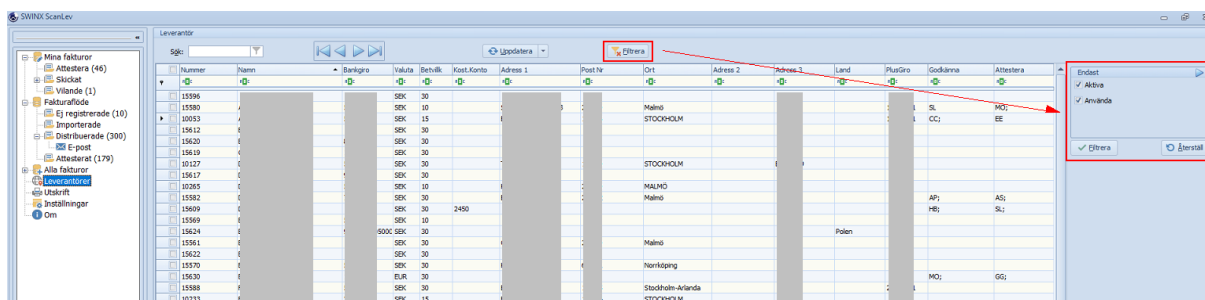 SWINX ScanLev
Leverantör
Sök:
Uppdatera
Filtrera
Mina fakturor
Attestera (46)
Skickat
Vilande (1)
Fakturaflöde
Ej registrerade (10)
Importerade
Distribuerade (300)
E-post
Attesterat (179)
Alla fakturor
Leverantörer
Utskrift
Inställningar
Om
Nummer Namn Bankgiro Valuta Betvillk Kost.Konto Adress 1 Post Nr Ort Adress 2 Adress 3 Land PlusGiro Godkänna Attestera
15596 SEK 30
15580 SEK 10 Malmö SL MO;
10053 SEK 15 STOCKHOLM CC; EE
15612 SEK 30
15620 SEK 30
15619 SEK 30
10127 SEK 30 STOCKHOLM
15617 SEK 30
10265 SEK 10 MALMÖ
15582 SEK 30 Malmö AP; AS;
15609 SEK 30 2450 HB; SL;
15569 SEK 10
15624 SEK 30 Polen
15561 SEK 30 Malmö
15622 SEK 30
15570 SEK 30 Norrköping
15630 EUR 30 MO; GG;
15588 SEK 30 Stockholm-Arlanda
10233 SEK 15 STOCKHOLM
Endast
Aktiva
Använda
Filtrera Återställ